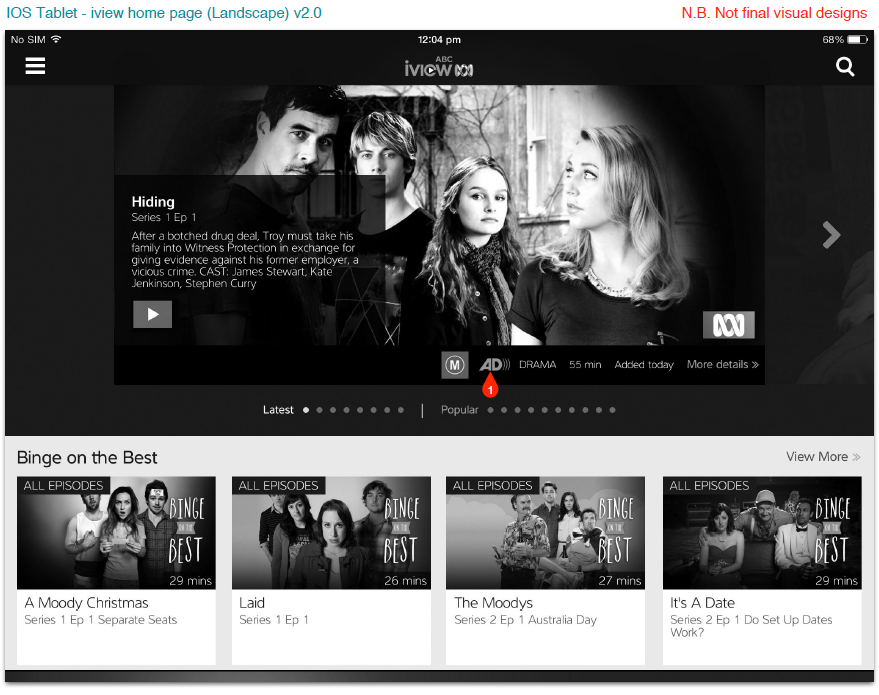 IOS Tablet - iview home page (Landscape) v2.0
N.B. Not final visual designs
No SIM
12:04 pm
68%
ABC
iview
Hiding
Series 1 Ep 1
After a botched drug deal, Troy must take his
family into Witness Protection in exchange for
giving evidence against his former employer, a
vicious crime. CAST: James Stewart, Kate
Jenkinson, Stephen Curry
M
AD
DRAMA
55 min
Added today
More details »
1
Latest
Popular
Binge on the Best
View More »
ALL EPISODES
BINGE
ON THE
BEST
29 mins
A Moody Christmas
Series 1 Ep 1 Separate Seats
ALL EPISODES
BINGE
ON THE
BEST
26 mins
Laid
Series 1 Ep 1
ALL EPISODES
BINGE
ON THE
BEST
27 mins
The Moodys
Series 2 Ep 1 Australia Day
ALL EPISODES
BINGE
ON THE
BEST
29 mins
It's A Date
Series 2 Ep 1 Do Set Up Dates
Work?